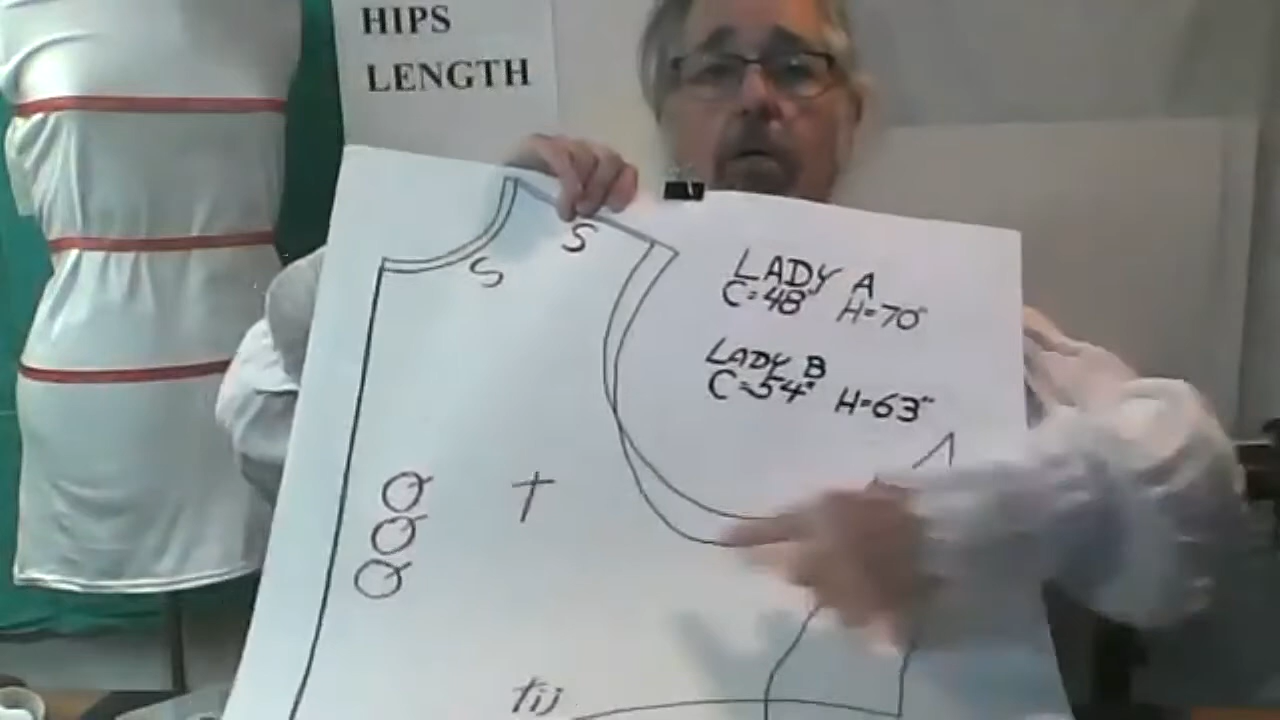 HIPS
LENGTH
S
S
LADY A
C=48" H=70"
LADY B
C=54" H=63"
A
Q
Q
Q
+